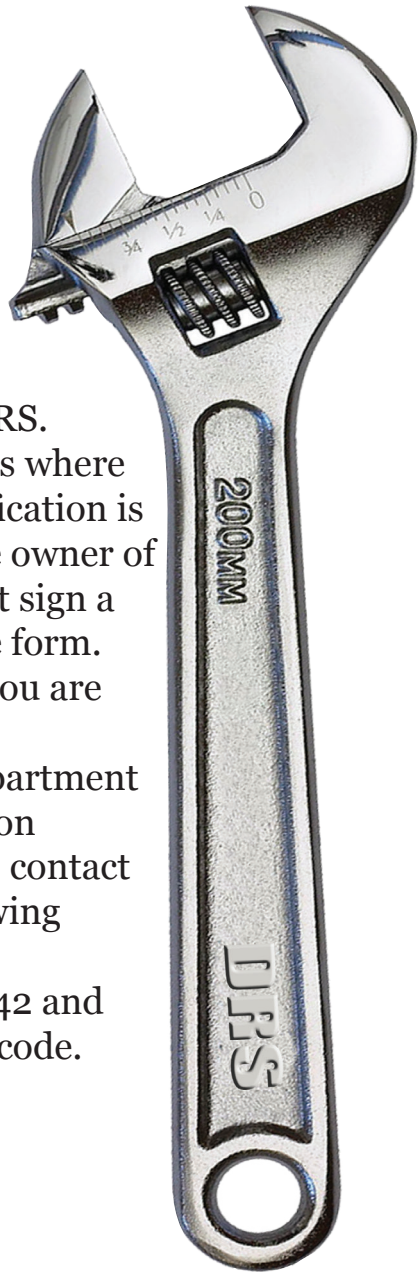 3/4 1/2 1/4 0
200MM
RS.
s where
ication is
e owner of
t sign a
e form.
ou are
partment
on
contact
wing
42 and
code.
DRS